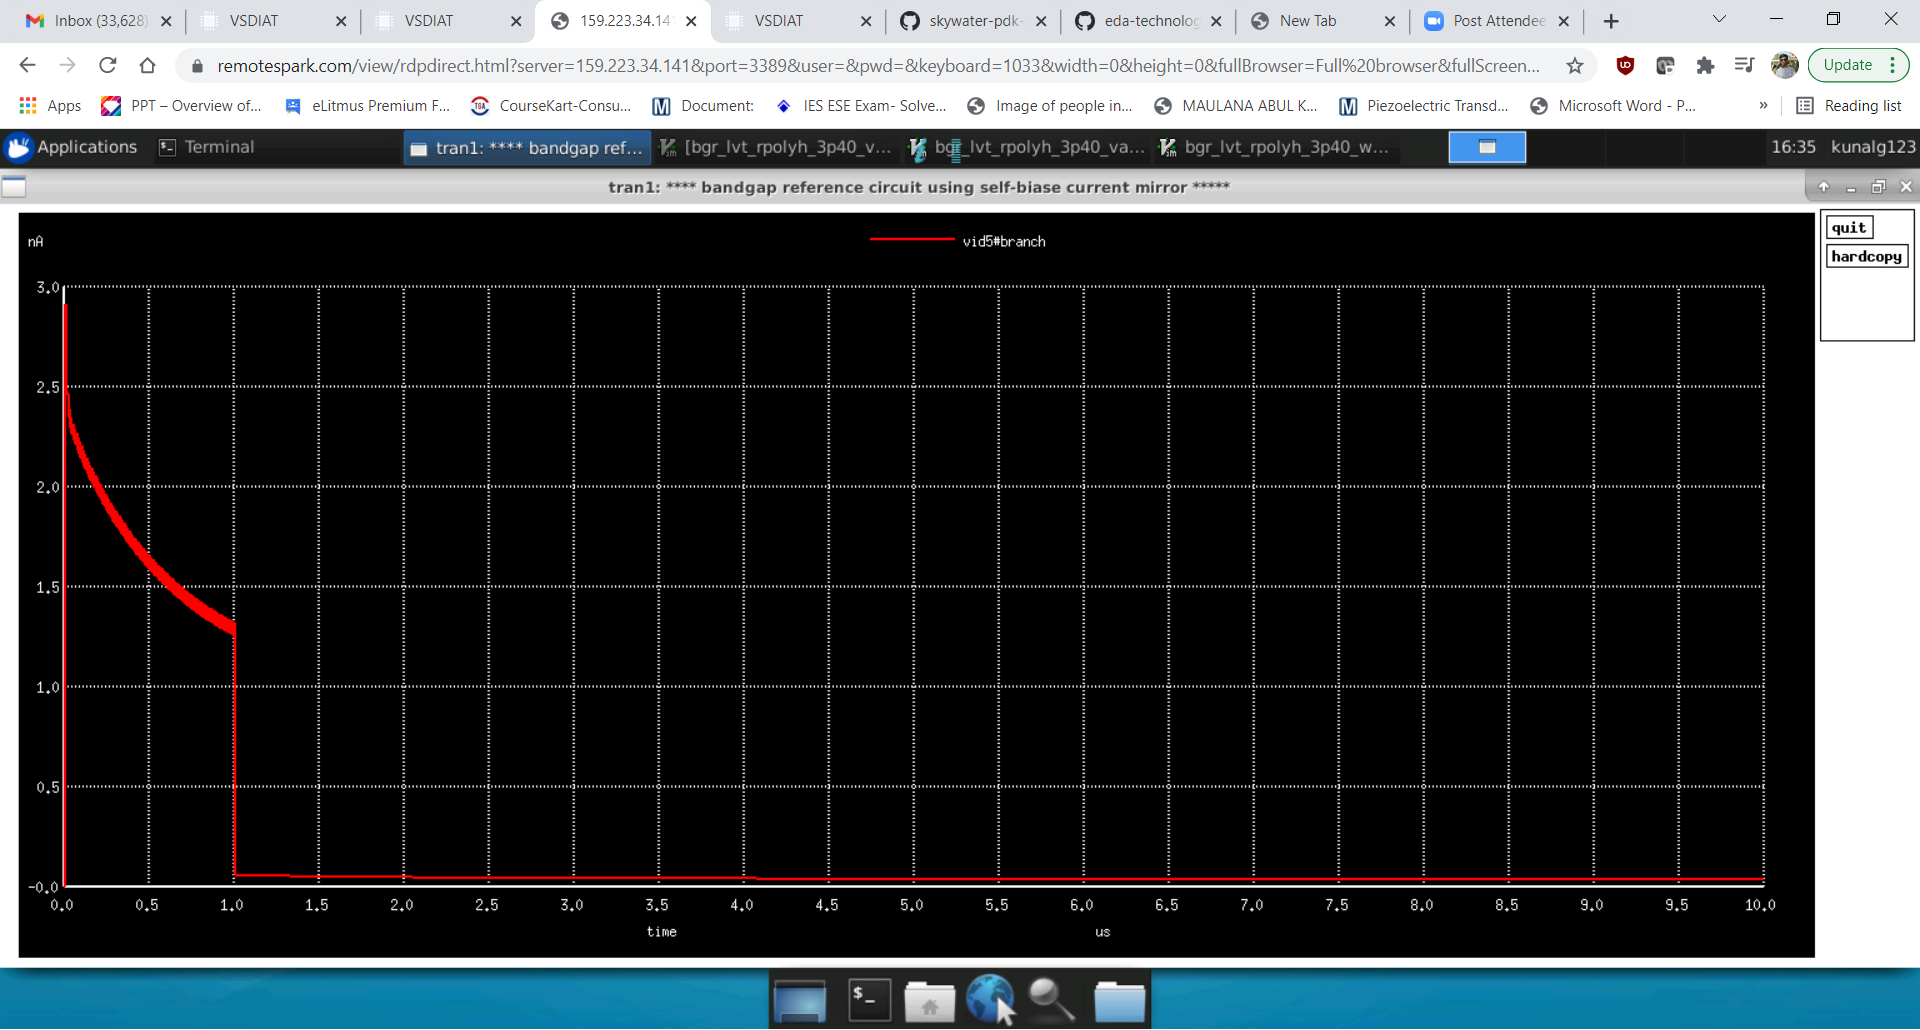 Inbox (33,628)
VSDIAT
VSDIAT
159.223.34.141
VSDIAT
skywater-pdk-
eda-technolog
New Tab
Post Attendee
remotespark.com/view/rdpdirect.html?server=159.223.34.141&port=3389&user=&pwd=&keyboard=1033&width=0&height=0&fullBrowser=Full%20browser&fullScreen...
Update
Apps
PPT – Overview of...
eLitmus Premium F...
CourseKart-Consu...
Document:
IES ESE Exam- Solve...
Image of people in...
MAULANA ABUL K...
Piezoelectric Transd...
Microsoft Word - P...
»
Reading list
Applications
Terminal
tran1: **** bandgap ref...
[bgr_lvt_rpolyh_3p40_v...
bgr_lvt_rpolyh_3p40_va...
bgr_lvt_rpolyh_3p40_w...
16:35
kunalg123
tran1: **** bandgap reference circuit using self-biase current mirror *****
quit
hardcopy
nA
vid5#branch
3.0
2.5
2.0
1.5
1.0
0.5
-0.0
0.0 0.5 1.0 1.5 2.0 2.5 3.0 3.5 4.0 4.5 5.0 5.5 6.0 6.5 7.0 7.5 8.0 8.5 9.0 9.5 10.0
time us
$_